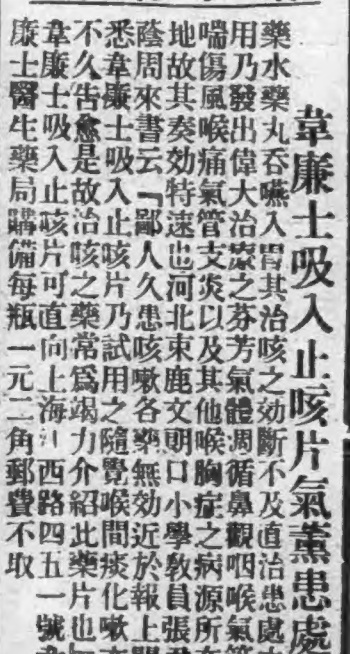 韋廉士吸入止咳片氣薰患處
藥水藥丸吞嚥入胃其治咳之効斷不及直治患處
用乃發出偉大治療之芬芳氣體凋循鼻觀咽喉氣
喘傷風喉痛氣管支炎以及其他喉胸症之病源所
地故其奏効特速也河北束鹿文明口小學敎員張
蔭周來書云「鄙人久患咳嗽各藥無効近於報上
悉韋廉士吸入止咳片乃試用之隨覺喉間痰化嗽
不久告愈是故治咳之藥常爲竭力介紹此藥片也
韋廉士吸入止咳片可直向上海 西路四五一號
廉士醫生藥局購備每瓶一元二角郵費不取